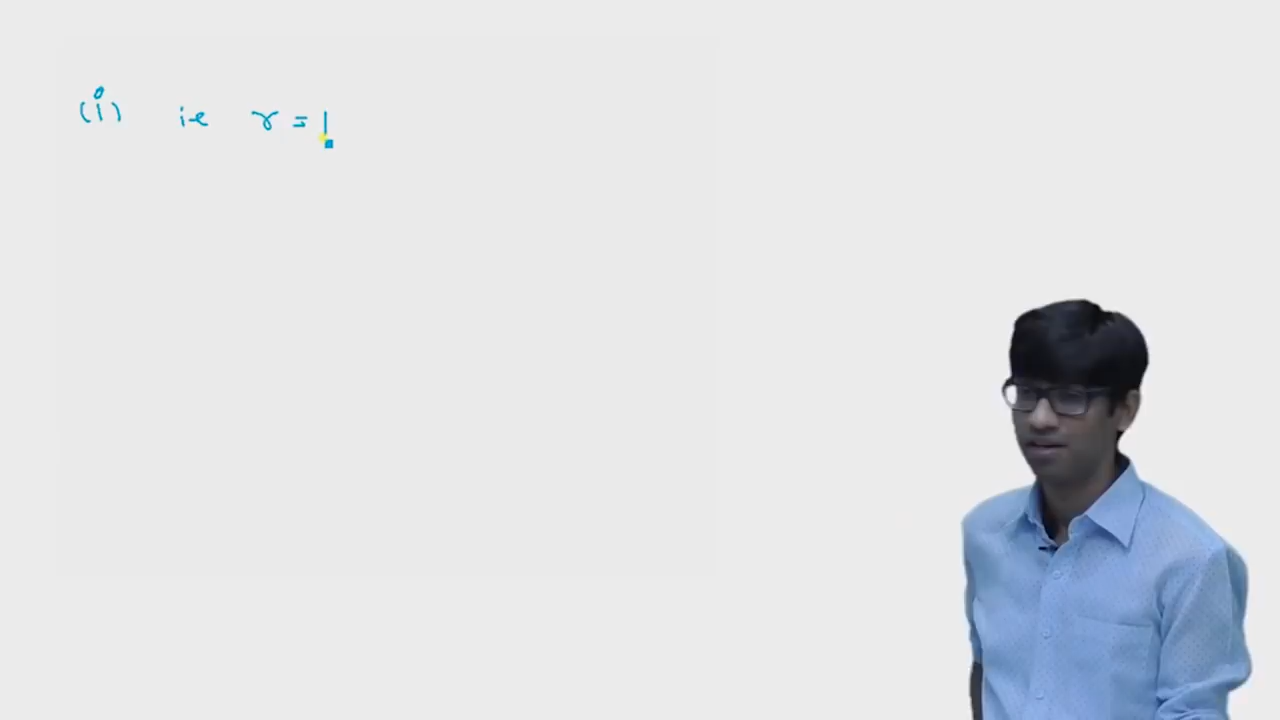 (i) ie r = 1